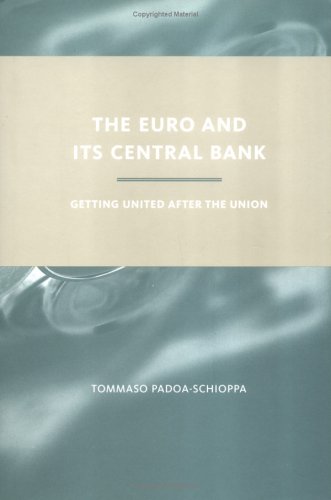 Copyrighted Material
THE EURO AND
ITS CENTRAL BANK
GETTING UNITED AFTER THE UNION
TOMMASO PADOA-SCHIOPPA